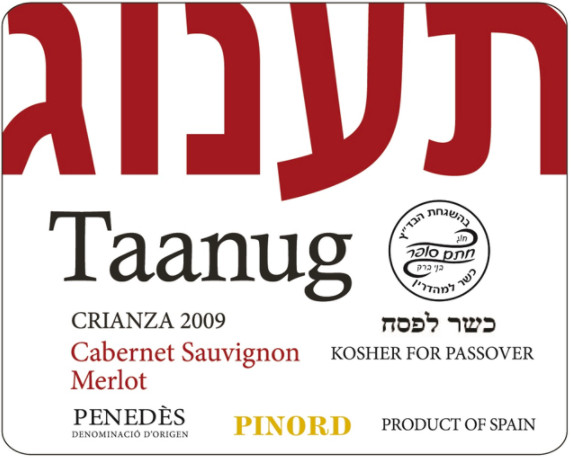 תענוג
Taanug
בהשגחת הבד"ץ
חוג
חתם סופר
בני ברק
כשר למהדרין
CRIANZA 2009
כשר לפסח
Cabernet Sauvignon
KOSHER FOR PASSOVER
Merlot
PENEDÈS
DENOMINACIÓ D'ORIGEN
PINORD
PRODUCT OF SPAIN